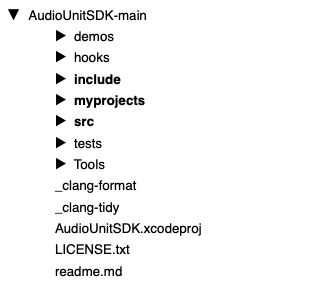 AudioUnitSDK-main
demos
hooks
include
myprojects
src
tests
Tools
_clang-format
_clang-tidy
AudioUnitSDK.xcodeproj
LICENSE.txt
readme.md